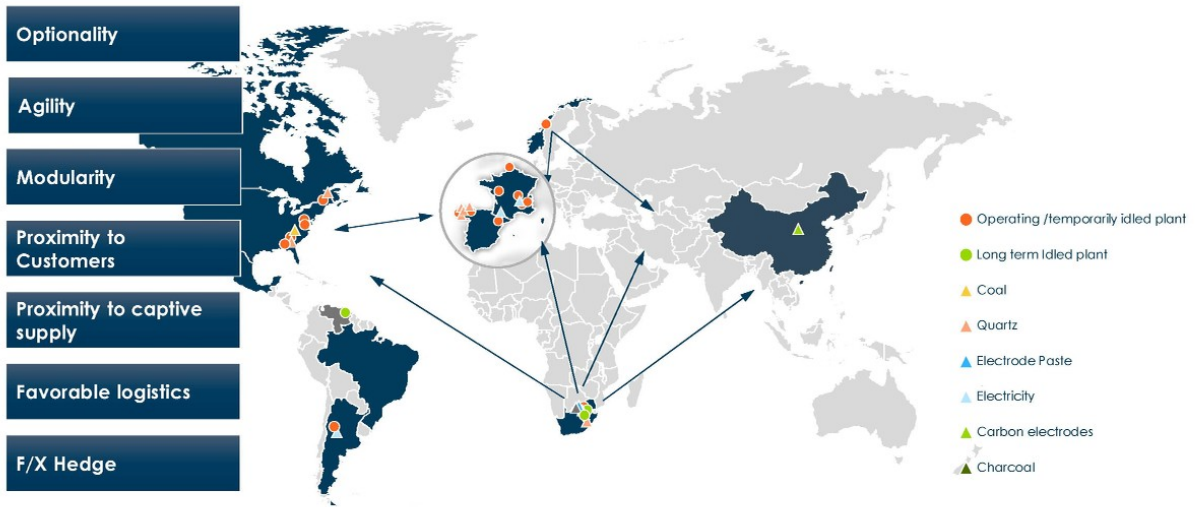 Optionality
Agility
Modularity
Proximity to
Customers
Proximity to captive
supply
Favorable logistics
F/X Hedge
Operating /temporarily idled plant
Long term Idled plant
Coal
Quartz
Electrode Paste
Electricity
Carbon electrodes
Charcoal